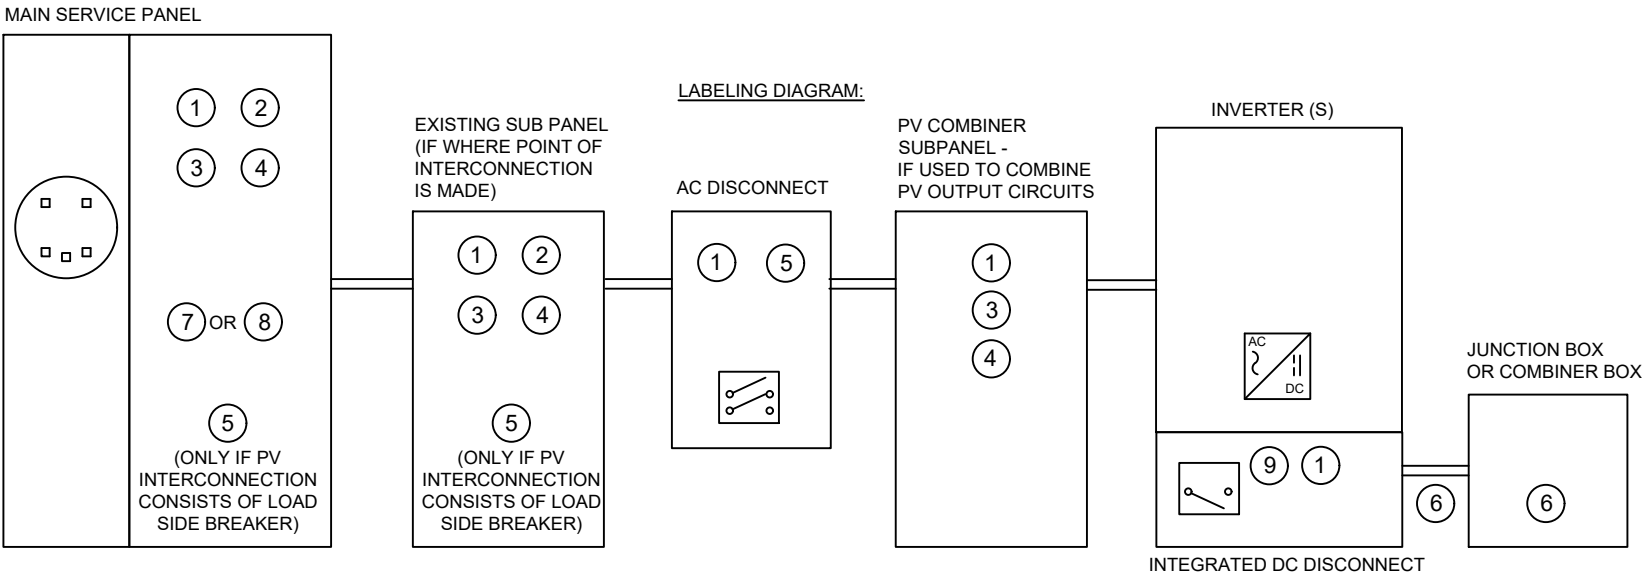 MAIN SERVICE PANEL
1 2
3 4
7 OR 8
5
(ONLY IF PV
INTERCONNECTION
CONSISTS OF LOAD
SIDE BREAKER)
EXISTING SUB PANEL
(IF WHERE POINT OF
INTERCONNECTION
IS MADE)
1 2
3 4
5
(ONLY IF PV
INTERCONNECTION
CONSISTS OF LOAD
SIDE BREAKER)
LABELING DIAGRAM:
AC DISCONNECT
1 5
PV COMBINER
SUBPANEL -
IF USED TO COMBINE
PV OUTPUT CIRCUITS
1
3
4
INVERTER (S)
AC
DC
9 1
INTEGRATED DC DISCONNECT
6
JUNCTION BOX
OR COMBINER BOX
6